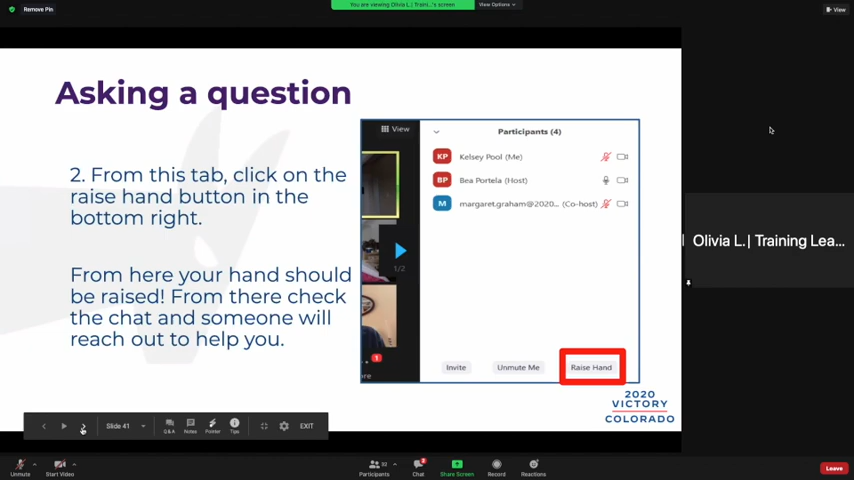 Remove Pin
You are viewing Olivia L.| Traini...'s screen
View Options
View
Asking a question
2. From this tab, click on the
raise hand button in the
bottom right.
From here your hand should
be raised! From there check
the chat and someone will
reach out to help you.
View
1/2
1
Participants (4)
KP Kelsey Pool (Me)
BP Bea Portela (Host)
M margaret.graham@2020... (Co-host)
Invite
Unmute Me
Raise Hand
2020
VICTORY
COLORADO
Olivia L.| Training Lea...
Slide 41
Q&A
Notes
Pointer
Tips
EXIT
Unmute
Start Video
Participants
Chat
Share Screen
Record
Reactions
Leave